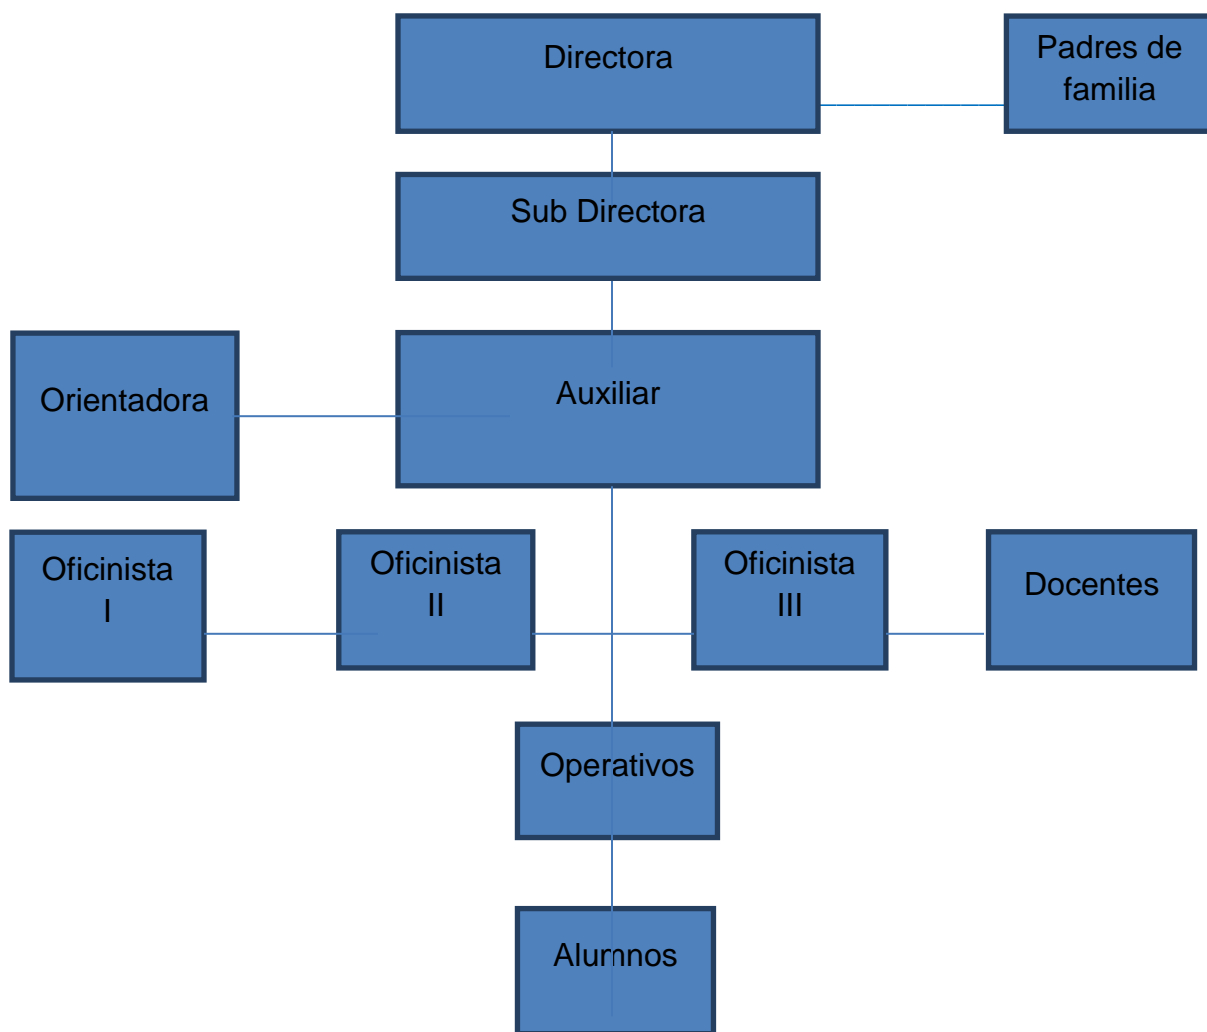 Directora
Padres de
familia
Sub Directora
Orientadora
Auxiliar
Oficinista
I
Oficinista
II
Oficinista
III
Docentes
Operativos
Alumnos